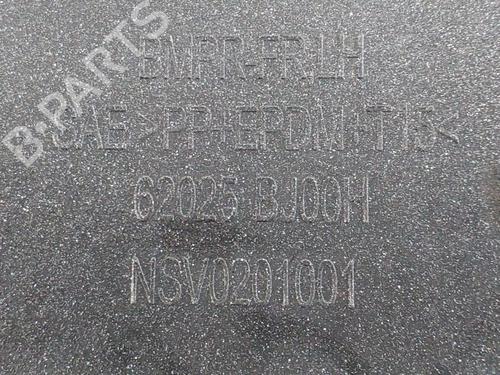 B-PARTS
BMPR-FR,LH
SAE >PP+EPDM+T15<
62025 BJ00H
NSV0201001